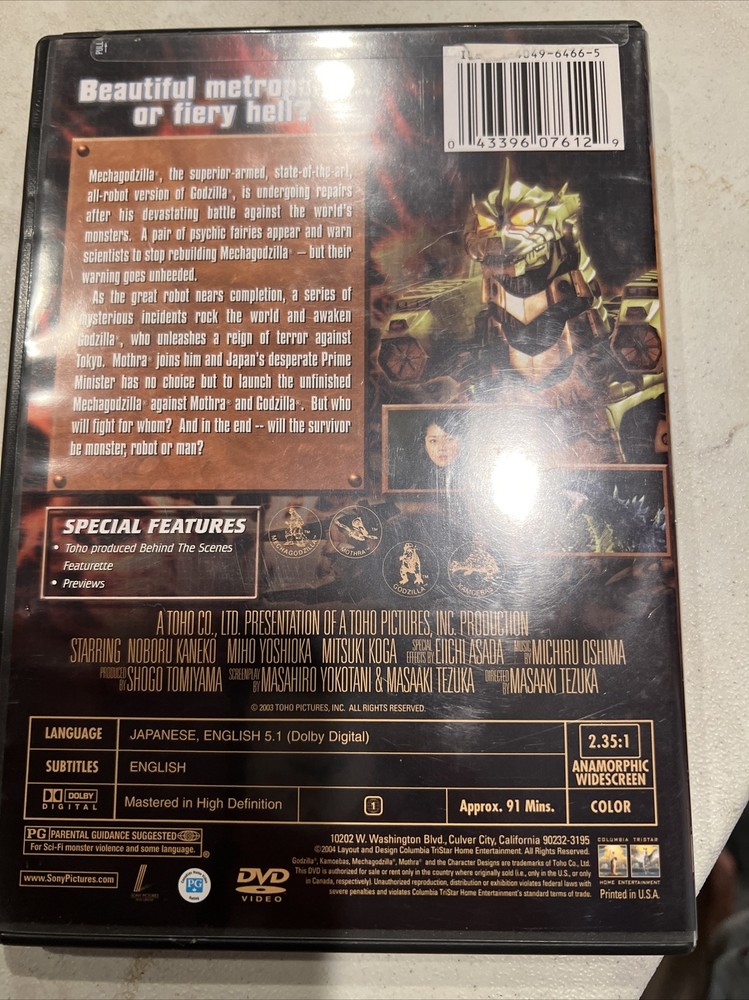 PULL
Beautiful metrop
or fiery hell?
4049-6466-5
0 43396 07612 9
Mechagodzilla®, the superior-armed, state-of-the-art,
all-robot version of Godzilla®, is undergoing repairs
after his devastating battle against the world's
monsters. A pair of psychic fairies appear and warn
scientists to stop rebuilding Mechagodzilla® – but their
warning goes unheeded.
As the great robot nears completion, a series of
mysterious incidents rock the world and awaken
Godzilla®, who unleashes a reign of terror against
Tokyo. Mothra® joins him and Japan's desperate Prime
Minister has no choice but to launch the unfinished
Mechagodzilla® against Mothra® and Godzilla®. But who
will fight for whom? And in the end -- will the survivor
be monster, robot or man?
SPECIAL FEATURES
• Toho produced Behind The Scenes
Featurette
• Previews
MECHAGODZILLA
MOTHRA
GODZILLA
KAMOEBAS
A TOHO CO., LTD. PRESENTATION OF A TOHO PICTURES, INC. PRODUCTION
STARRING NOBORU KANEKO MIHO YOSHIOKA MITSUKI KOGA SPECIAL EFFECTS BY EIICHI ASADA MUSIC BY MICHIRU OSHIMA
PRODUCED BY SHOGO TOMIYAMA SCREENPLAY BY MASAHIRO YOKOTANI & MASAAKI TEZUKA DIRECTED BY MASAAKI TEZUKA
© 2003 TOHO PICTURES, INC. ALL RIGHTS RESERVED.
LANGUAGE JAPANESE, ENGLISH 5.1 (Dolby Digital)
SUBTITLES ENGLISH
2.35:1
ANAMORPHIC
WIDESCREEN
DOLBY
DIGITAL
Mastered in High Definition
1
Approx. 91 Mins.
COLOR
PG PARENTAL GUIDANCE SUGGESTED
For Sci-Fi monster violence and some language.
®
10202 W. Washington Blvd., Culver City, California 90232-3195
©2004 Layout and Design Columbia TriStar Home Entertainment. All Rights Reserved.
Godzilla®, Kamoebas, Mechagodzilla®, Mothra® and the Character Designs are trademarks of Toho Co., Ltd.
This DVD is authorized for sale or rent only in the country where originally sold (i.e., only in the U.S., or only
in Canada, respectively). Unauthorized reproduction, distribution or exhibition violates federal laws with
severe penalties and violates Columbia TriStar Home Entertainment's standard terms of trade.
COLUMBIA TRISTAR
HOME ENTERTAINMENT
Printed in U.S.A.
www.SonyPictures.com
PG
DVD
VIDEO